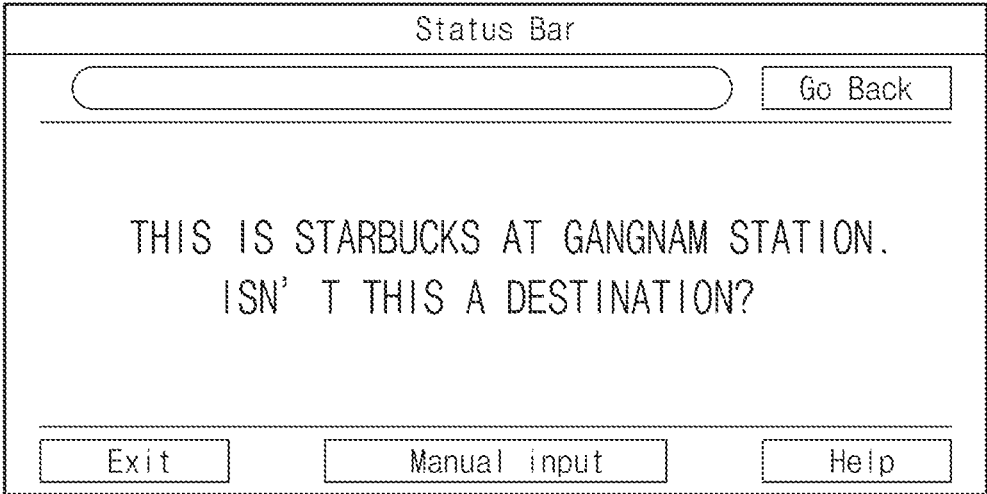 Status Bar
Go Back
THIS IS STARBUCKS AT GANGNAM STATION.
ISN' T THIS A DESTINATION?
Exit
Manual input
Help